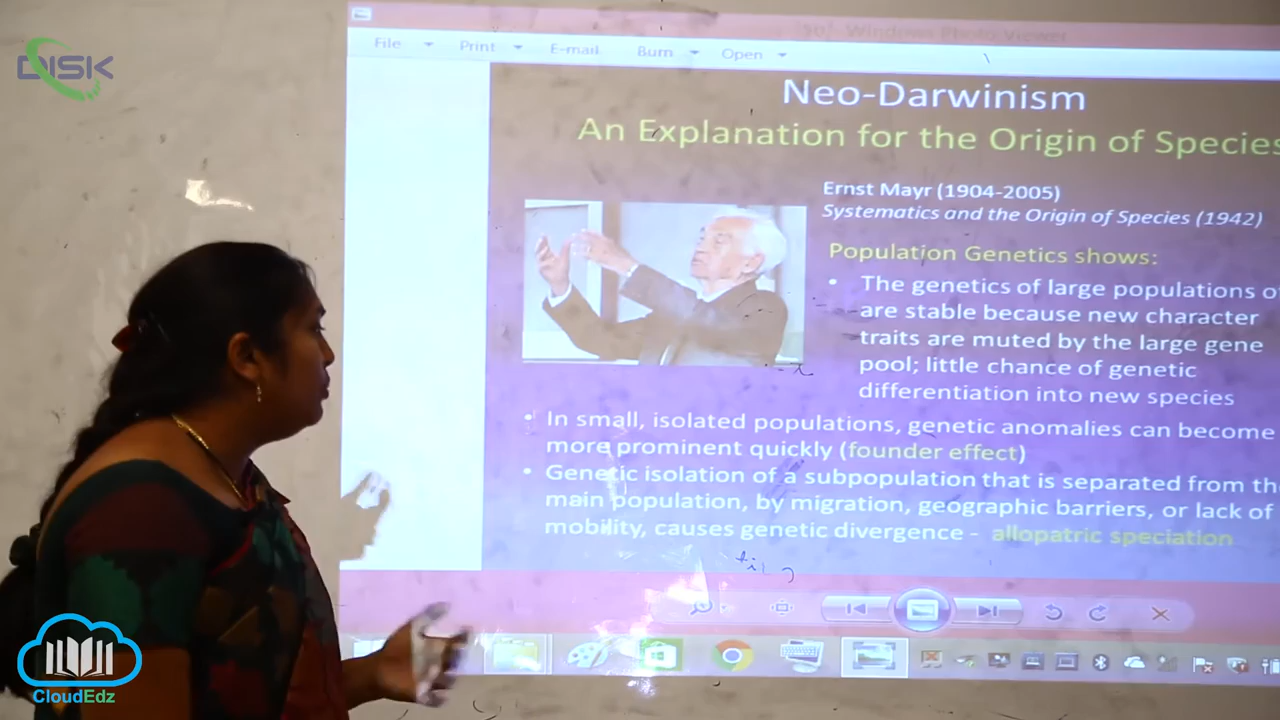 DISK
Windows Photo Viewer
File Print E-mail Burn Open
Neo-Darwinism
An Explanation for the Origin of Species
Ernst Mayr (1904-2005)
Systematics and the Origin of Species (1942)
Population Genetics shows:
• The genetics of large populations o
are stable because new character
traits are muted by the large gene
pool; little chance of genetic
differentiation into new species
• In small, isolated populations, genetic anomalies can become
more prominent quickly (founder effect)
• Genetic isolation of a subpopulation that is separated from the
main population, by migration, geographic barriers, or lack of
mobility, causes genetic divergence - allopatric speciation
CloudEdz